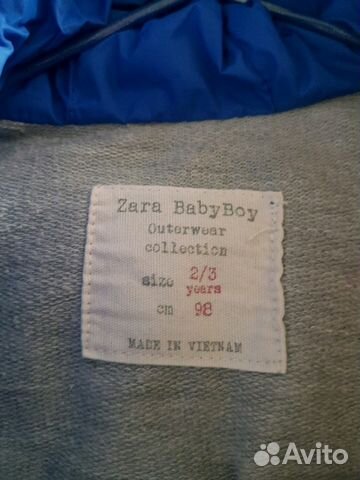 Zara BabyBoy
Outerwear
collection
size 2/3
years
cm 98
MADE IN VIETNAM
Avito